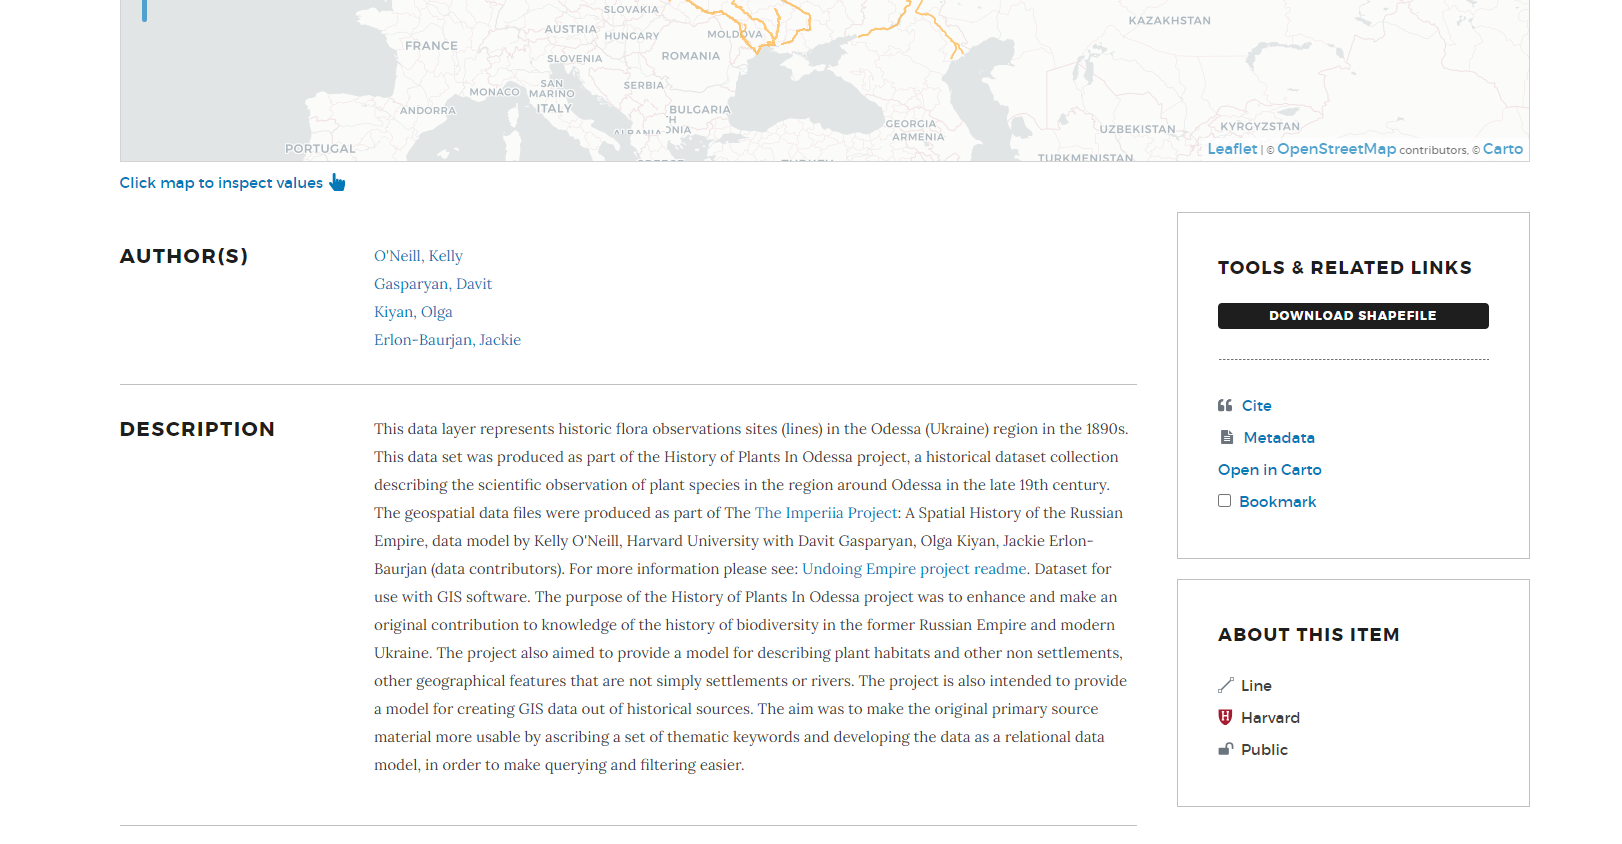 SLOVAKIA
KAZAKHSTAN
AUSTRIA
HUNGARY
MOLDOVA
FRANCE
ROMANIA
SLOVENIA
SERBIA
MONACO
SAN
MARINO
ITALY
ANDORRA
BULGARIA
GEORGIA
ARMENIA
UZBEKISTAN
KYRGYZSTAN
PORTUGAL
TURKMENISTAN
Leaflet | © OpenStreetMap contributors, © Carto
Click map to inspect values
AUTHOR(S)
O'Neill, Kelly
Gasparyan, Davit
Kiyan, Olga
Erlon-Baurjan, Jackie
DESCRIPTION
This data layer represents historic flora observations sites (lines) in the Odessa (Ukraine) region in the 1890s.
This data set was produced as part of the History of Plants In Odessa project, a historical dataset collection
describing the scientific observation of plant species in the region around Odessa in the late 19th century.
The geospatial data files were produced as part of The The Imperiia Project: A Spatial History of the Russian
Empire, data model by Kelly O'Neill, Harvard University with Davit Gasparyan, Olga Kiyan, Jackie Erlon-
Baurjan (data contributors). For more information please see: Undoing Empire project readme. Dataset for
use with GIS software. The purpose of the History of Plants In Odessa project was to enhance and make an
original contribution to knowledge of the history of biodiversity in the former Russian Empire and modern
Ukraine. The project also aimed to provide a model for describing plant habitats and other non settlements,
other geographical features that are not simply settlements or rivers. The project is also intended to provide
a model for creating GIS data out of historical sources. The aim was to make the original primary source
material more usable by ascribing a set of thematic keywords and developing the data as a relational data
model, in order to make querying and filtering easier.
TOOLS & RELATED LINKS
DOWNLOAD SHAPEFILE
Cite
Metadata
Open in Carto
Bookmark
ABOUT THIS ITEM
Line
Harvard
Public